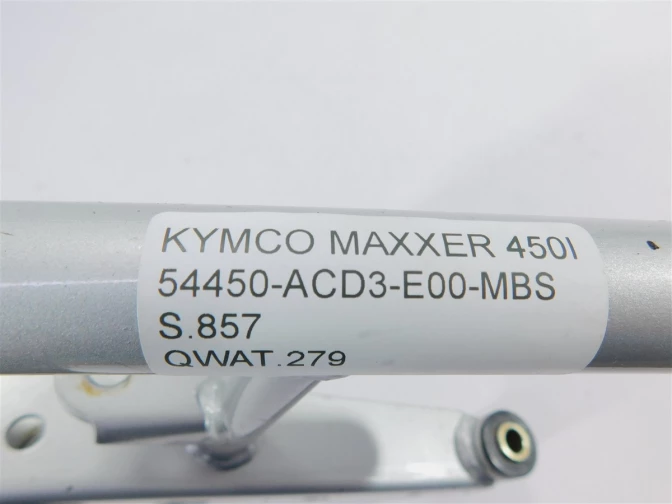 KYMCO MAXXER 450I
54450-ACD3-E00-MBS
S.857
QWAT.279